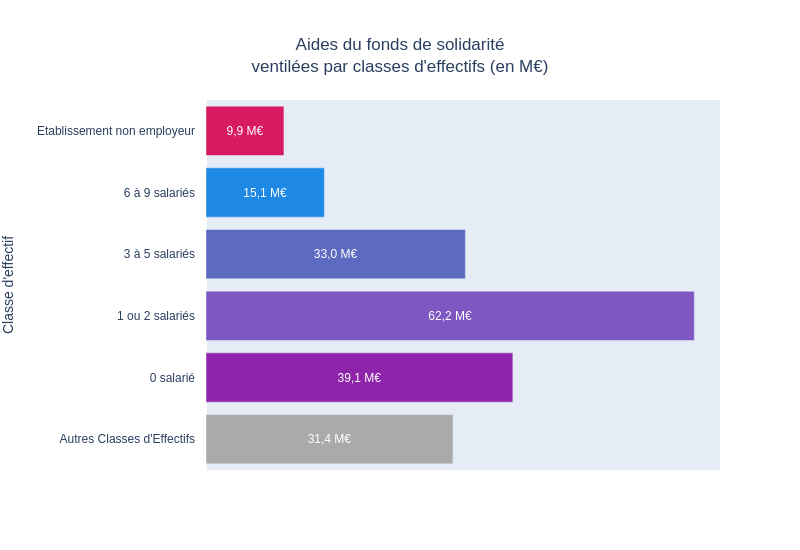 Aides du fonds de solidarité
ventilées par classes d'effectifs (en M€)
Classe d'effectif
Etablissement non employeur
9,9 M€
6 à 9 salariés
15,1 M€
3 à 5 salariés
33,0 M€
1 ou 2 salariés
62,2 M€
0 salarié
39,1 M€
Autres Classes d'Effectifs
31,4 M€